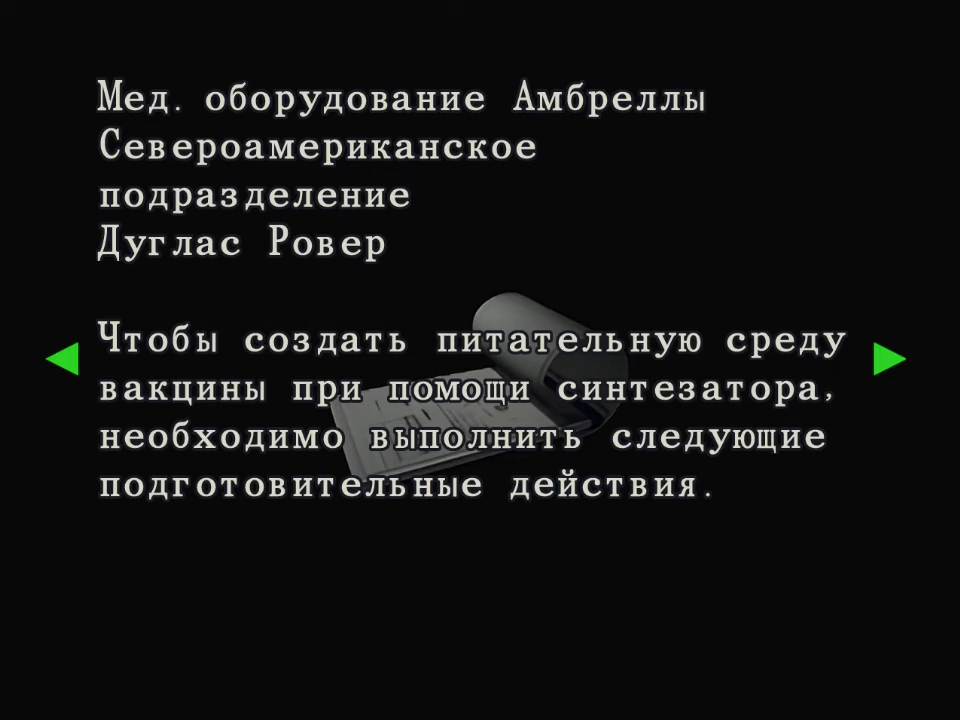 Мед. оборудование Амбреллы
Североамериканское
подразделение
Дуглас Ровер
Чтобы создать питательную среду
вакцины при помощи синтезатора,
необходимо выполнить следующие
подготовительные действия.